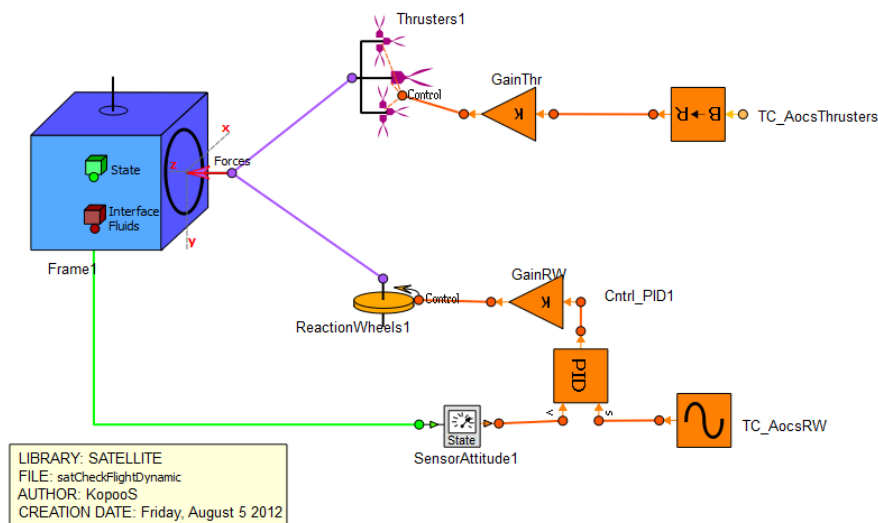 Thrusters1
GainThr
Control
K
B→R
TC_AocsThrusters
x
z
Forces
State
Interface
Fluids
y
Frame1
GainRW
Cntrl_PID1
Control
K
ReactionWheels1
PID
V
S
State
SensorAttitude1
TC_AocsRW
LIBRARY: SATELLITE
FILE: satCheckFlightDynamic
AUTHOR: KopooS
CREATION DATE: Friday, August 5 2012